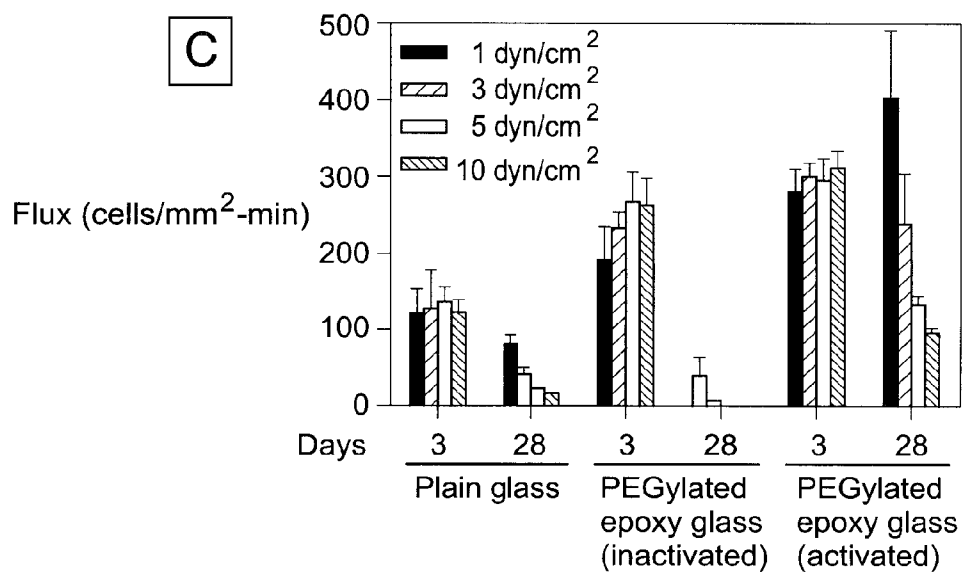 C
500
400
300
200
100
0
1 dyn/cm²
3 dyn/cm²
5 dyn/cm²
10 dyn/cm²
Flux (cells/mm²-min)
Days 3 28 3 28 3 28
Plain glass
PEGylated epoxy glass (inactivated)
PEGylated epoxy glass (activated)